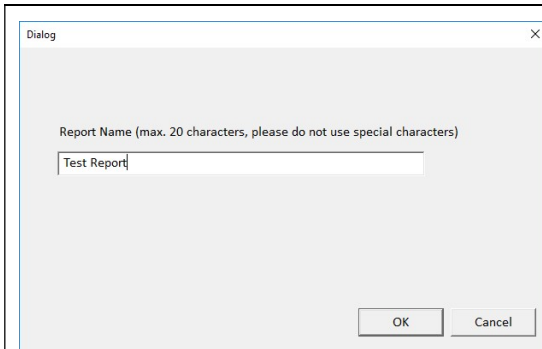 Dialog
Report Name (max. 20 characters, please do not use special characters)
Test Report
OK Cancel